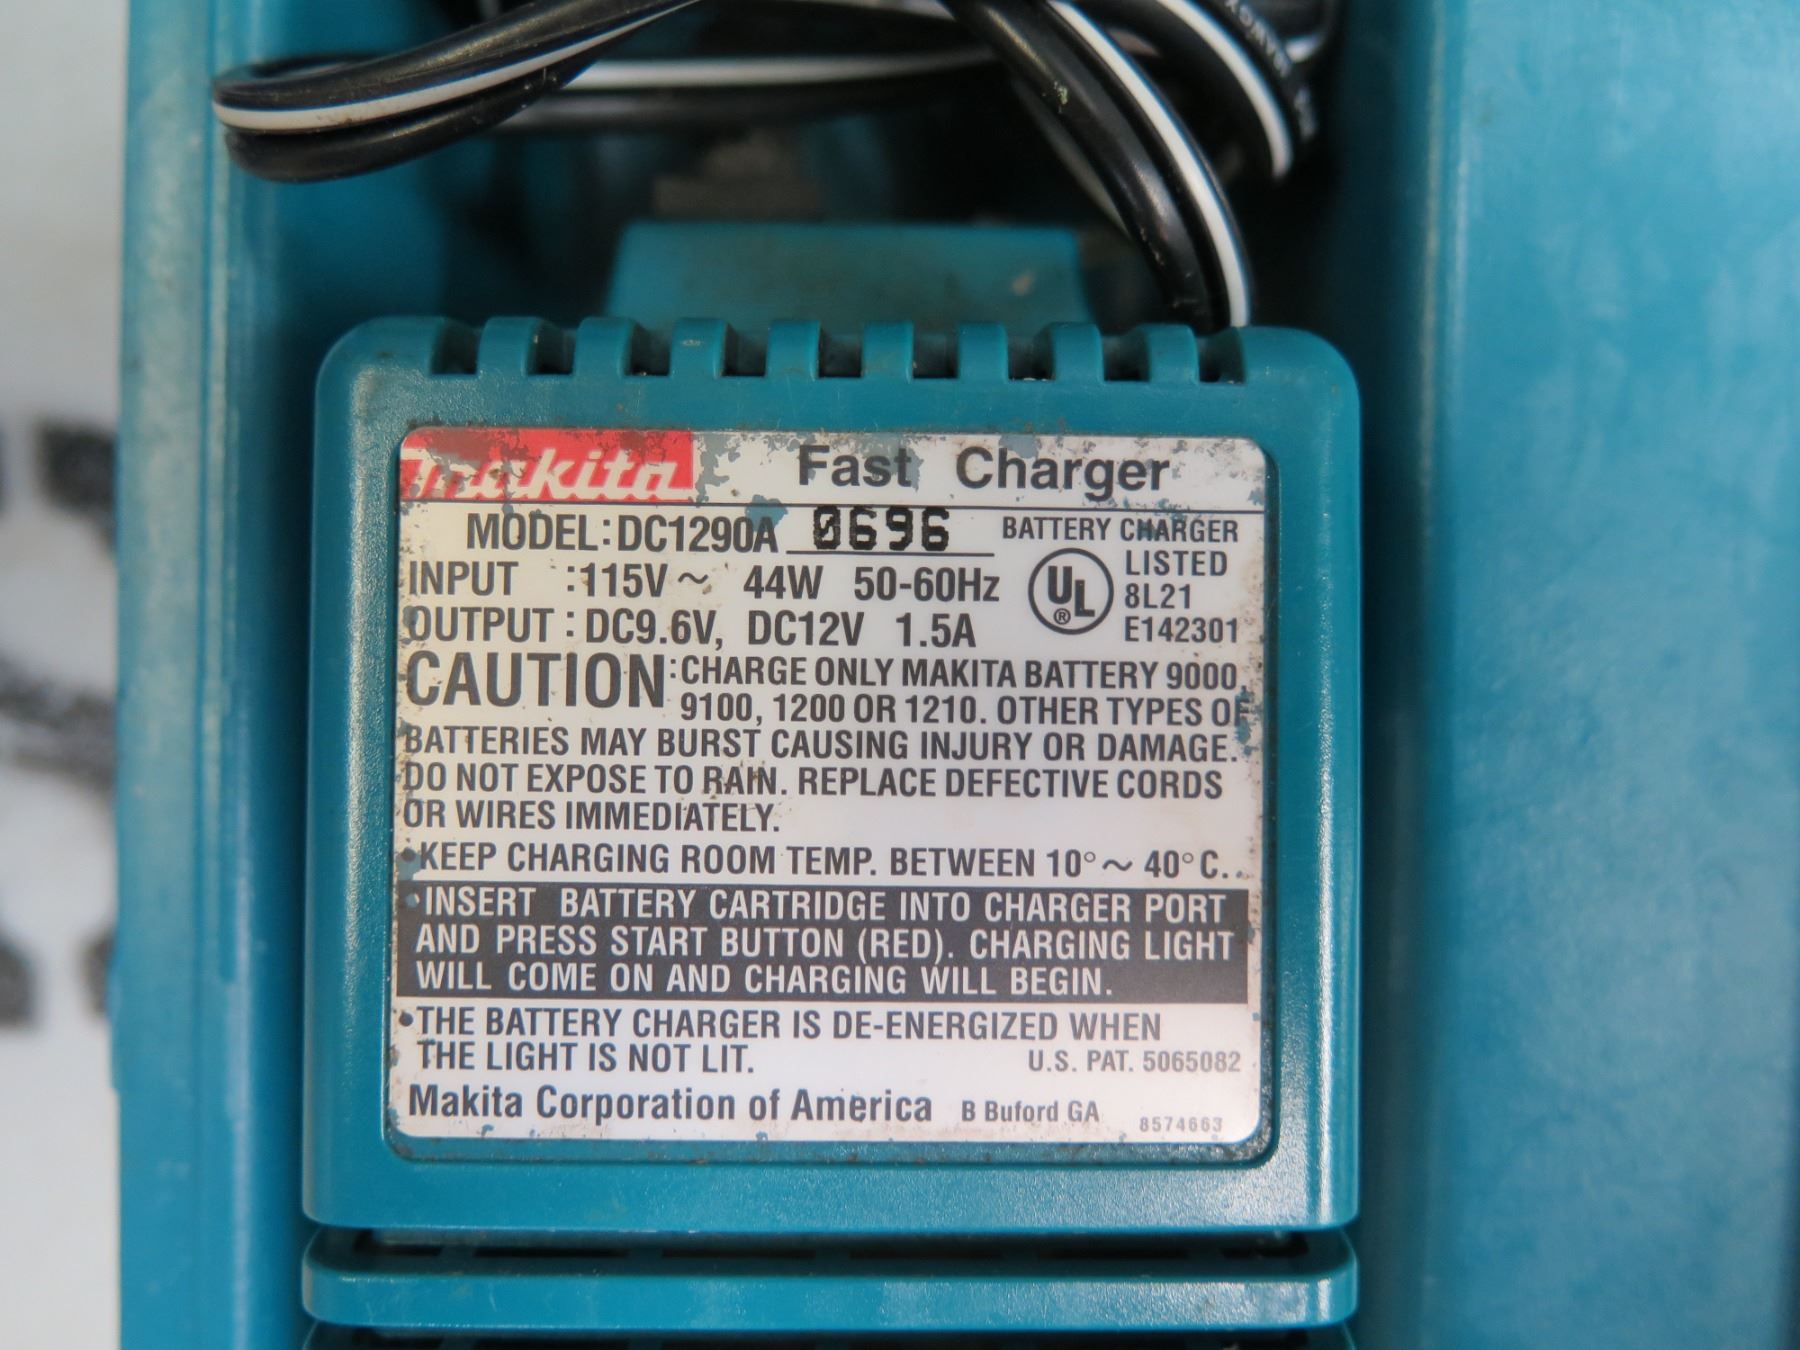 makita Fast Charger
MODEL:DC1290A 0696 BATTERY CHARGER
LISTED
INPUT :115V~ 44W 50-60Hz UL ® 8L21
OUTPUT : DC9.6V, DC12V 1.5A E142301
CAUTION:CHARGE ONLY MAKITA BATTERY 9000,
9100, 1200 OR 1210. OTHER TYPES OF
BATTERIES MAY BURST CAUSING INJURY OR DAMAGE.
DO NOT EXPOSE TO RAIN. REPLACE DEFECTIVE CORDS
OR WIRES IMMEDIATELY.
•KEEP CHARGING ROOM TEMP. BETWEEN 10°~ 40°C.
•INSERT BATTERY CARTRIDGE INTO CHARGER PORT
AND PRESS START BUTTON (RED). CHARGING LIGHT
WILL COME ON AND CHARGING WILL BEGIN.
•THE BATTERY CHARGER IS DE-ENERGIZED WHEN
THE LIGHT IS NOT LIT. U.S. PAT. 5065082
Makita Corporation of America B Buford GA 8574663